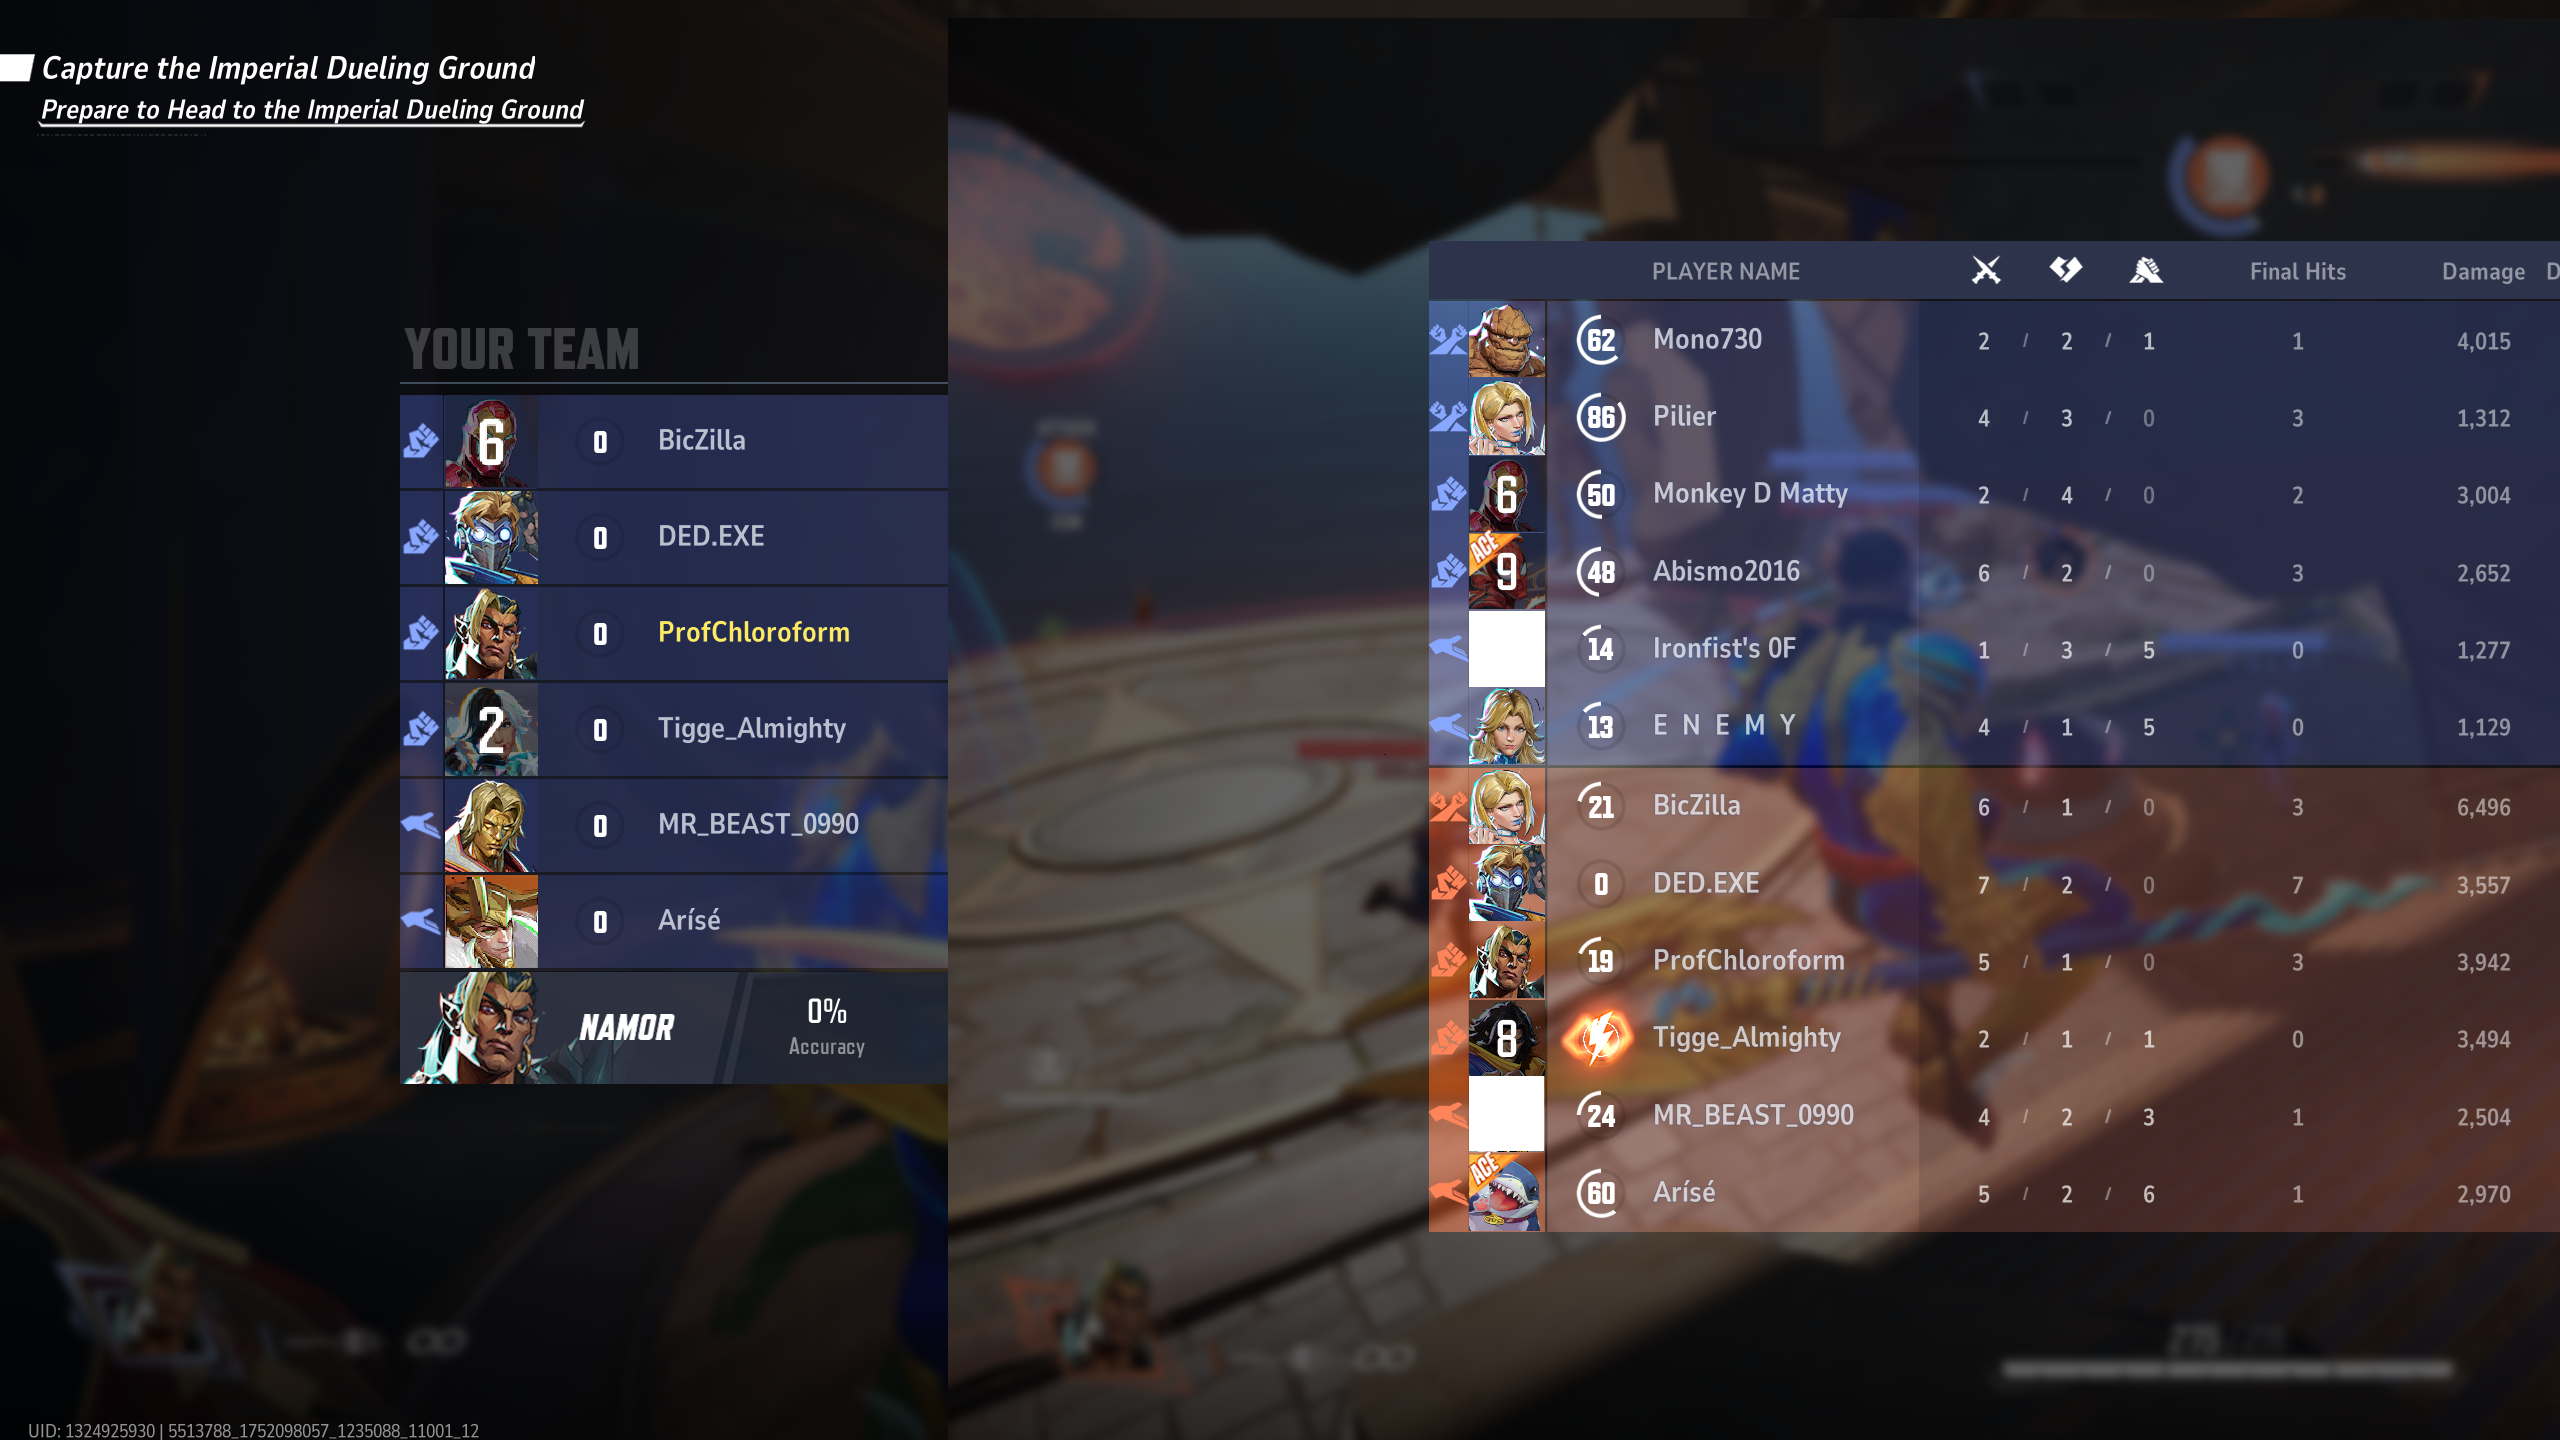 Capture the Imperial Dueling Ground
Prepare to Head to the Imperial Dueling Ground
YOUR TEAM
6 0 BicZilla
0 DED.EXE
0 ProfChloroform
2 0 Tigge_Almighty
0 MR_BEAST_0990
0 Arísé
NAMOR
0%
Accuracy
PLAYER NAME Final Hits Damage D
62 Mono730 2 / 2 / 1 1 4,015
86 Pilier 4 / 3 / 0 3 1,312
6 50 Monkey D Matty 2 / 4 / 0 2 3,004
ACE 9 48 Abismo2016 6 / 2 / 0 3 2,652
14 Ironfist's 0F 1 / 3 / 5 0 1,277
13 E N E M Y 4 / 1 / 5 0 1,129
21 BicZilla 6 / 1 / 0 3 6,496
0 DED.EXE 7 / 2 / 0 7 3,557
19 ProfChloroform 5 / 1 / 0 3 3,942
8 Tigge_Almighty 2 / 1 / 1 0 3,494
24 MR_BEAST_0990 4 / 2 / 3 1 2,504
ACE 60 Arísé 5 / 2 / 6 1 2,970
UID: 1324925930 | 5513788_1752098057_1235088_11001_12